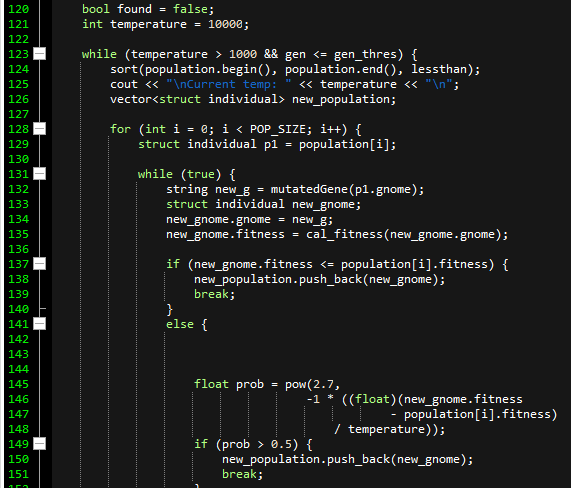 120 bool found = false;
121 int temperature = 10000;
122
123 while (temperature > 1000 && gen <= gen_thres) {
124 sort(population.begin(), population.end(), lessthan);
125 cout << "\nCurrent temp: " << temperature << "\n";
126 vector<struct individual> new_population;
127
128 for (int i = 0; i < POP_SIZE; i++) {
129 struct individual p1 = population[i];
130
131 while (true) {
132 string new_g = mutatedGene(p1.gnome);
133 struct individual new_gnome;
134 new_gnome.gnome = new_g;
135 new_gnome.fitness = cal_fitness(new_gnome.gnome);
136
137 if (new_gnome.fitness <= population[i].fitness) {
138 new_population.push_back(new_gnome);
139 break;
140 }
141 else {
142
143
144
145 float prob = pow(2.7,
146 -1 * ((float)(new_gnome.fitness
147 - population[i].fitness)
148 / temperature));
149 if (prob > 0.5) {
150 new_population.push_back(new_gnome);
151 break;